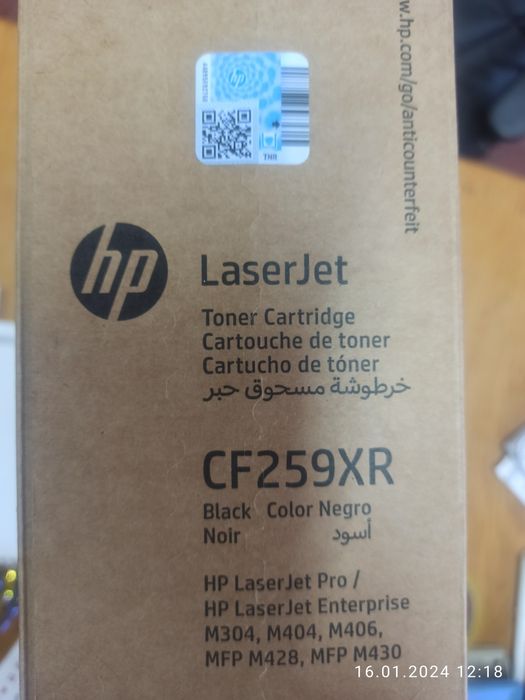 w.hp.com/go/anticounterfeit
hp
TNR
hp
LaserJet
Toner Cartridge
Cartouche de toner
Cartucho de tóner
خرطوشة مسحوق حبر
CF259XR
Black Color Negro
Noir أسود
HP LaserJet Pro /
HP LaserJet Enterprise
M304, M404, M406,
MFP M428, MFP M430
16.01.2024 12:18